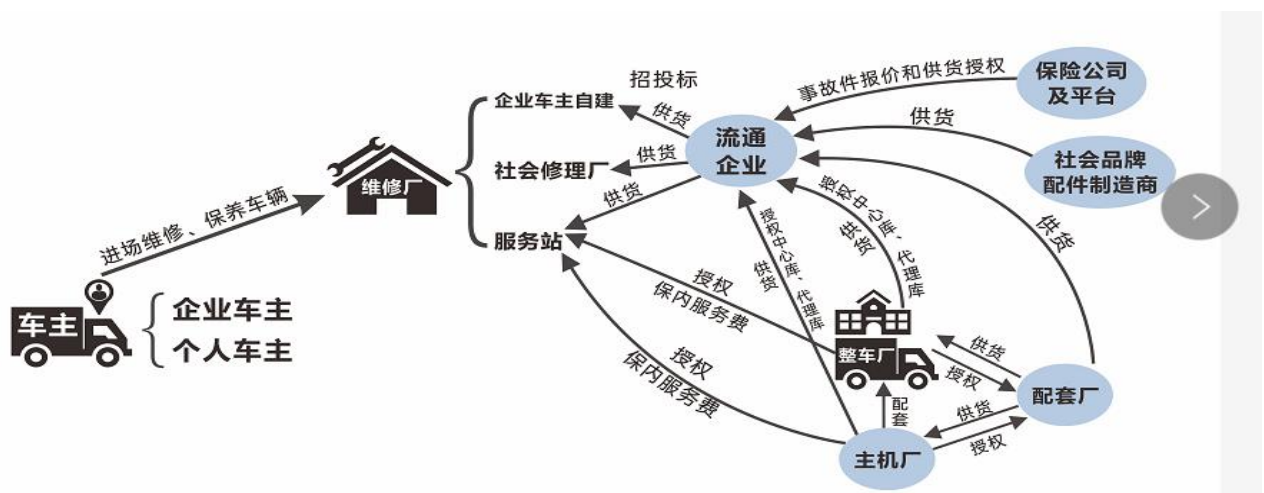 招投标
企业车主自建
供货
流通
企业
事故件报价和供货授权
保险公司
及平台
供货
社会品牌
配件制造商
社会修理厂
供货
维修厂
供货
服务站
进场维修、保养车辆
车主
企业车主
个人车主
授权
保内服务费
授权
保内服务费
授权中心库、代理库
供货
授权中心库、代理库
供货
供货
整车厂
供货
授权
配套厂
配套
供货
授权
主机厂